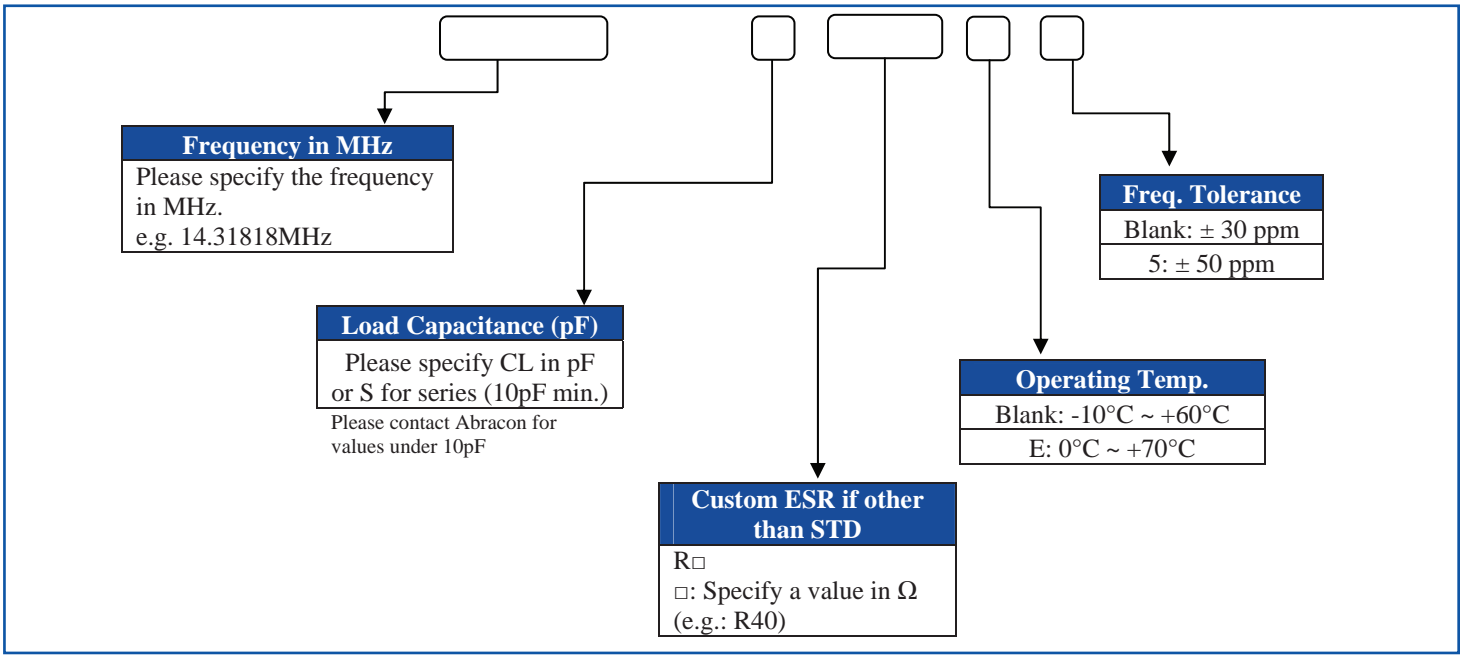 Frequency in MHz
Please specify the frequency
in MHz.
e.g. 14.31818MHz
Load Capacitance (pF)
Please specify CL in pF
or S for series (10pF min.)
Please contact Abracon for
values under 10pF
Custom ESR if other
than STD
R□
□: Specify a value in Ω
(e.g.: R40)
Operating Temp.
Blank: -10°C ~ +60°C
E: 0°C ~ +70°C
Freq. Tolerance
Blank: ± 30 ppm
5: ± 50 ppm